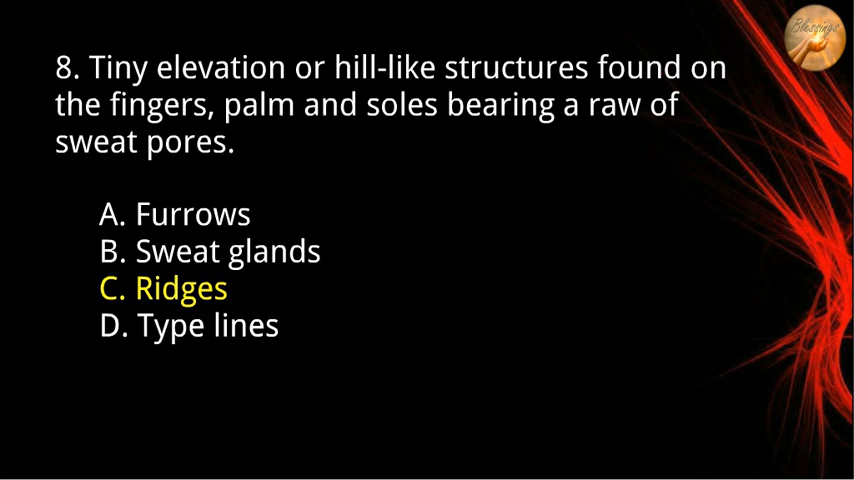 Blessings
8. Tiny elevation or hill-like structures found on
the fingers, palm and soles bearing a raw of
sweat pores.
A. Furrows
B. Sweat glands
C. Ridges
D. Type lines